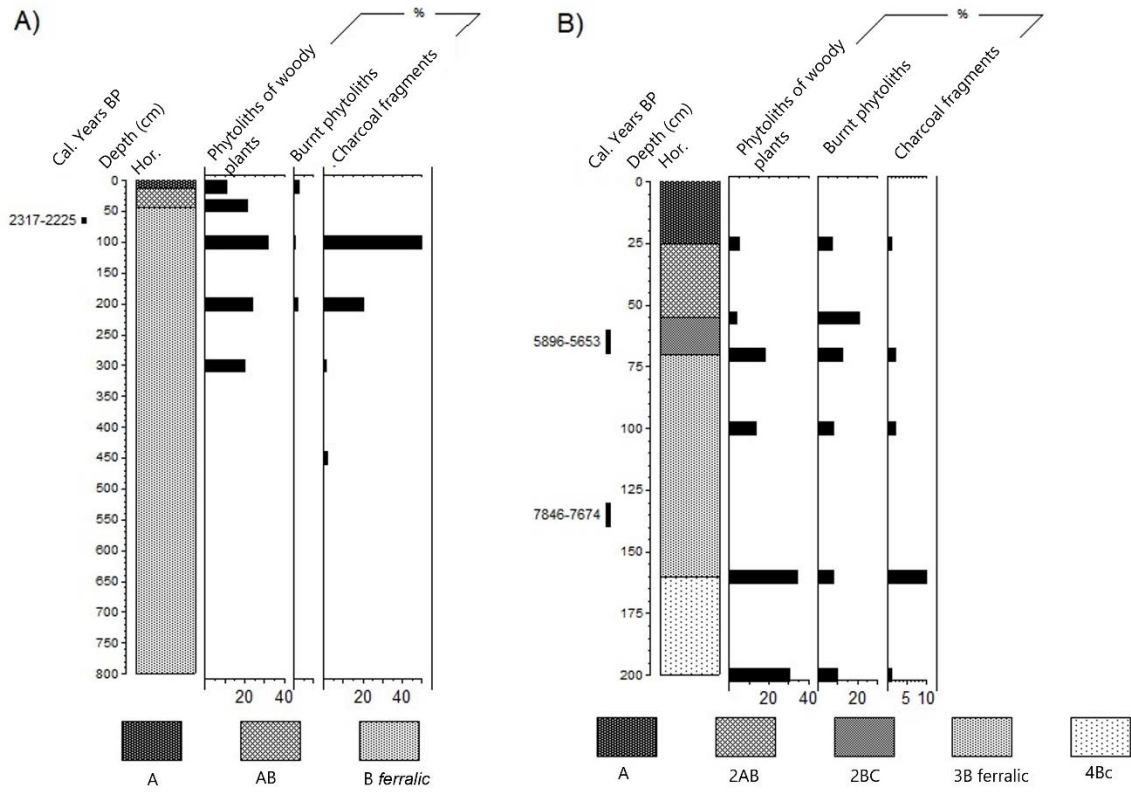 A)
%
Cal. Years BP
Depth (cm)
Hor.
Phytoliths of woody
plants
Burnt phytoliths
Charcoal fragments
0
50
100
150
200
250
300
350
400
450
500
550
600
650
700
750
800
2317-2225
20 40 20 40
A AB B ferralic
B)
%
Cal. Years BP
Depth (cm)
Hor.
Phytoliths of woody
plants
Burnt phytoliths
Charcoal fragments
0
25
50
75
100
125
150
175
200
5896-5653
7846-7674
20 40 20 5 10
A 2AB 2BC 3B ferralic 4Bc